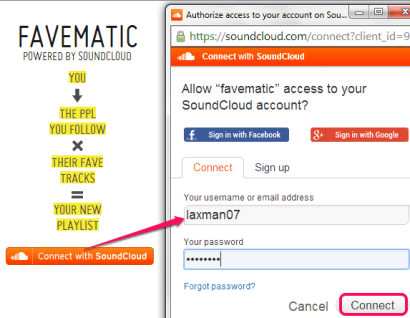 FAVEMATIC
POWERED BY SOUNDCLOUD
YOU
THE PPL
YOU FOLLOW
THEIR FAVE
TRACKS
YOUR NEW
PLAYLIST
Connect with SoundCloud
Authorize access to your account on Sou...
https://soundcloud.com/connect?client_id=9
Connect with SoundCloud
Allow "favematic" access to your
SoundCloud account?
Sign in with Facebook
Sign in with Google
Connect Sign up
Your username or email address
laxman07
Your password
Forgot password?
Cancel Connect